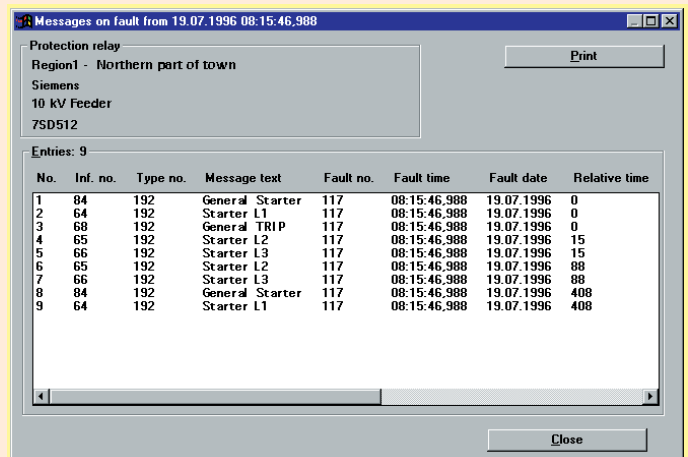 Messages on fault from 19.07.1996 08:15:46,988
Protection relay
Region1 - Northern part of town
Siemens
10 kV Feeder
7SD512
Print
Entries: 9
No. Inf. no. Type no. Message text Fault no. Fault time Fault date Relative time
1 84 192 General Starter 117 08:15:46,988 19.07.1996 0
2 64 192 Starter L1 117 08:15:46,988 19.07.1996 0
3 68 192 General TRIP 117 08:15:46,988 19.07.1996 0
4 65 192 Starter L2 117 08:15:46,988 19.07.1996 15
5 66 192 Starter L3 117 08:15:46,988 19.07.1996 15
6 65 192 Starter L2 117 08:15:46,988 19.07.1996 88
7 66 192 Starter L3 117 08:15:46,988 19.07.1996 88
8 84 192 General Starter 117 08:15:46,988 19.07.1996 408
9 64 192 Starter L1 117 08:15:46,988 19.07.1996 408
Close